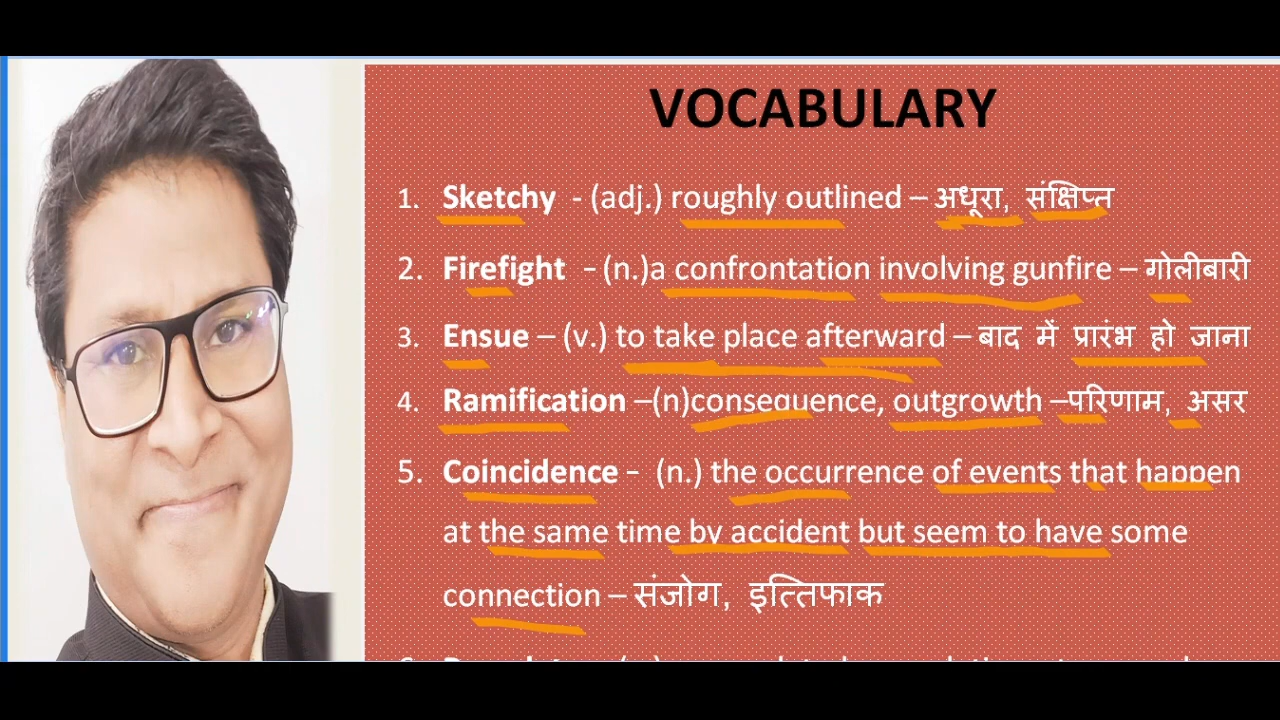 VOCABULARY
1. Sketchy - (adj.) roughly outlined – अधूरा, संक्षिप्त
2. Firefight – (n.)a confrontation involving gunfire – गोलीबारी
3. Ensue – (v.) to take place afterward – बाद में प्रारंभ हो जाना
4. Ramification –(n)consequence, outgrowth –परिणाम, असर
5. Coincidence – (n.) the occurrence of events that happen
at the same time by accident but seem to have some
connection – संजोग, इत्तिफाक